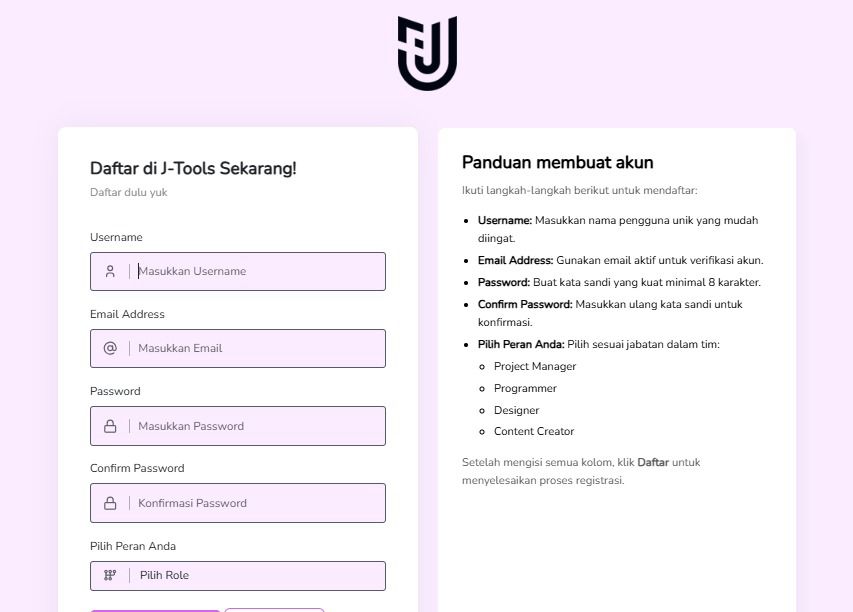 Daftar di J-Tools Sekarang!
Daftar dulu yuk
Username
Masukkan Username
Email Address
Masukkan Email
Password
Masukkan Password
Confirm Password
Konfirmasi Password
Pilih Peran Anda
Pilih Role
Panduan membuat akun
Ikuti langkah-langkah berikut untuk mendaftar:
Username: Masukkan nama pengguna unik yang mudah
diingat.
Email Address: Gunakan email aktif untuk verifikasi akun.
Password: Buat kata sandi yang kuat minimal 8 karakter.
Confirm Password: Masukkan ulang kata sandi untuk
konfirmasi.
Pilih Peran Anda: Pilih sesuai jabatan dalam tim:
Project Manager
Programmer
Designer
Content Creator
Setelah mengisi semua kolom, klik Daftar untuk
menyelesaikan proses registrasi.